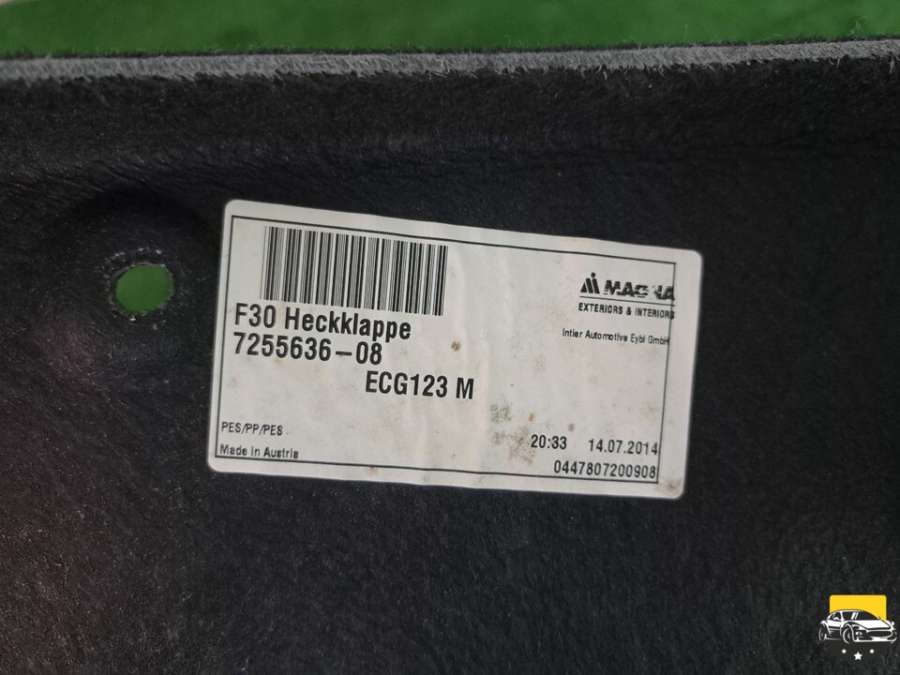 MAGNA
EXTERIORS & INTERIORS
Intier Automotive Eybl GmbH
F30 Heckklappe
7255636-08
ECG123 M
PES/PP/PES
20:33 14.07.2014
Made in Austria
0447807200908